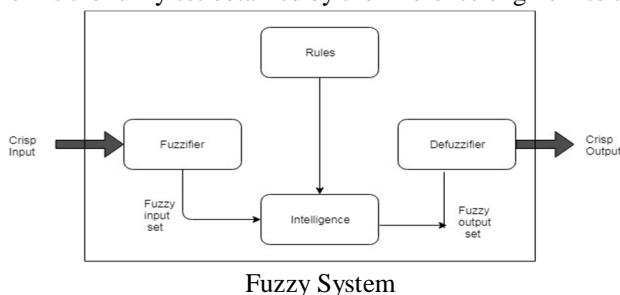 Rules
Crisp
Input
Fuzzifier
Defuzzifier
Crisp
Output
Fuzzy
input
set
Intelligence
Fuzzy
output
set
Fuzzy System